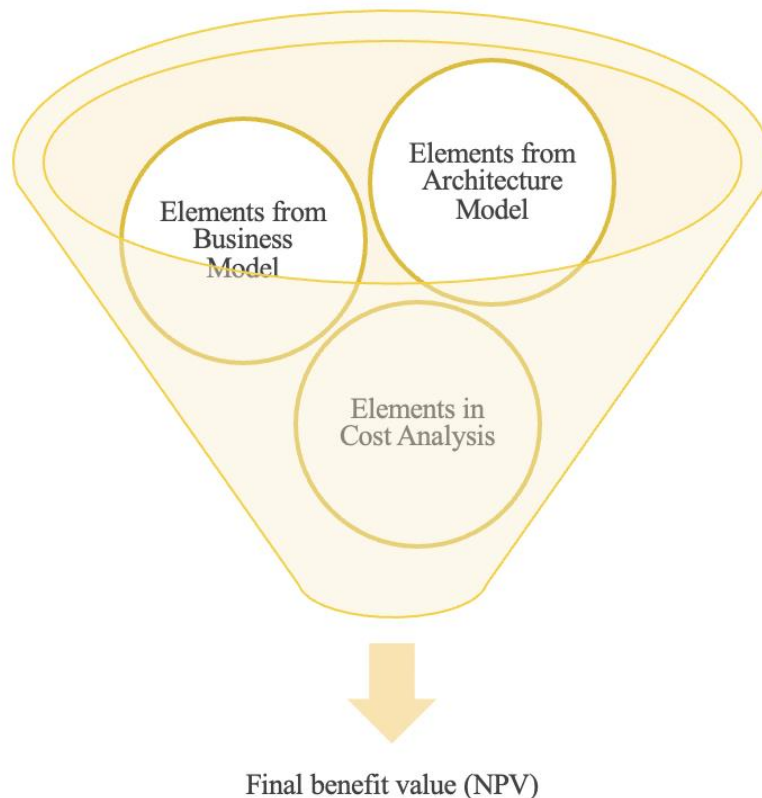 Elements from
Architecture
Model
Elements from
Business
Model
Elements in
Cost Analysis
Final benefit value (NPV)